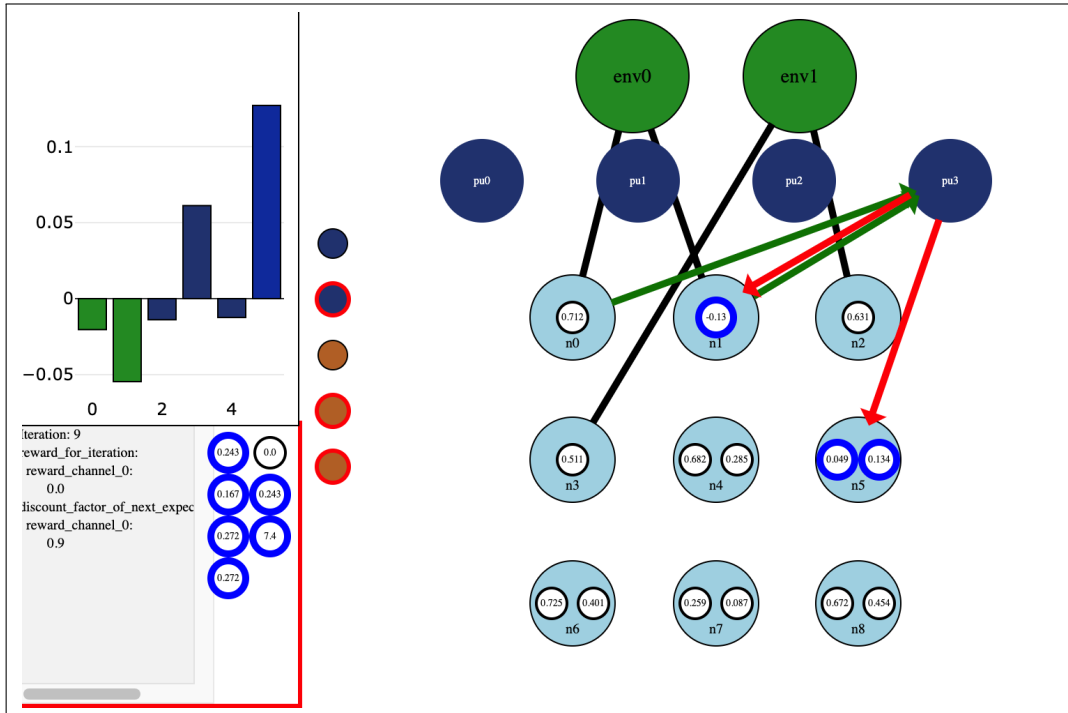 0.1
0.05
0
−0.05
0 2 4
iteration: 9
reward_for_iteration:
reward_channel_0:
0.0
discount_factor_of_next_expec
reward_channel_0:
0.9
0.243 0.0
0.167 0.243
0.272 7.4
0.272
env0 env1
pu0 pu1 pu2 pu3
0.712 -0.13 0.631
n0 n1 n2
0.511 0.682 0.285 0.049 0.134
n3 n4 n5
0.725 0.401 0.259 0.087 0.672 0.454
n6 n7 n8